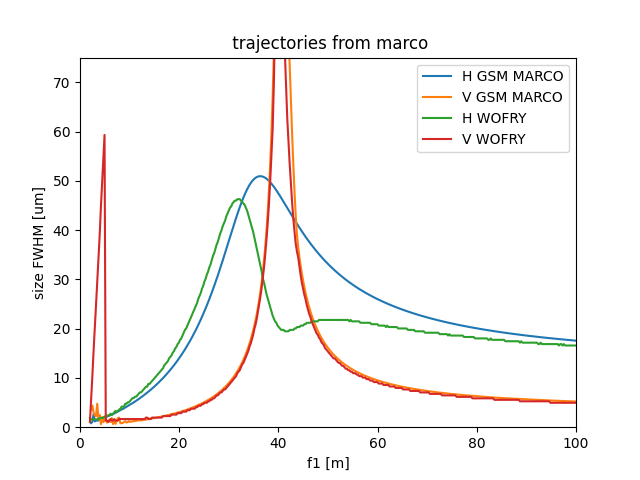 trajectories from marco
70
60
50
40
30
20
10
0
size FWHM [um]
H GSM MARCO
V GSM MARCO
H WOFRY
V WOFRY
0 20 40 60 80 100
f1 [m]